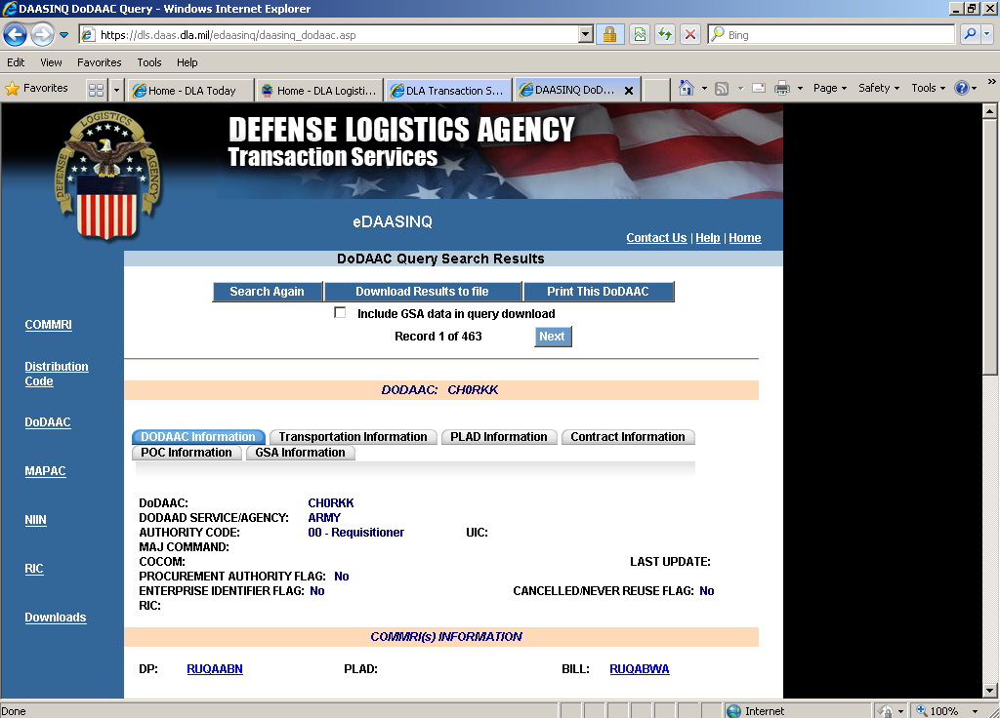 DAASINQ DoDAAC Query - Windows Internet Explorer
https://dls.daas.dla.mil/edaasinq/daasinq_dodaac.asp
Bing
Edit View Favorites Tools Help
Favorites
Home - DLA Today
Home - DLA Logisti...
DLA Transaction S...
DAASINQ DoD...
Page Safety Tools
DEFENSE LOGISTICS AGENCY
DEFENSE LOGISTICS AGENCY
Transaction Services
eDAASINQ
Contact Us | Help | Home
DoDAAC Query Search Results
Search Again Download Results to file Print This DoDAAC
Include GSA data in query download
Record 1 of 463 Next
COMMRI
Distribution
Code
DoDAAC
MAPAC
NIIN
RIC
Downloads
DODAAC: CH0RKK
DODAAC Information Transportation Information PLAD Information Contract Information
POC Information GSA Information
DoDAAC: CH0RKK
DODAAD SERVICE/AGENCY: ARMY
AUTHORITY CODE: 00 - Requisitioner UIC:
MAJ COMMAND:
COCOM: LAST UPDATE:
PROCUREMENT AUTHORITY FLAG: No
ENTERPRISE IDENTIFIER FLAG: No CANCELLED/NEVER REUSE FLAG: No
RIC:
COMMRI(s) INFORMATION
DP: RUQAABN PLAD: BILL: RUQABWA
Done
Internet
100%